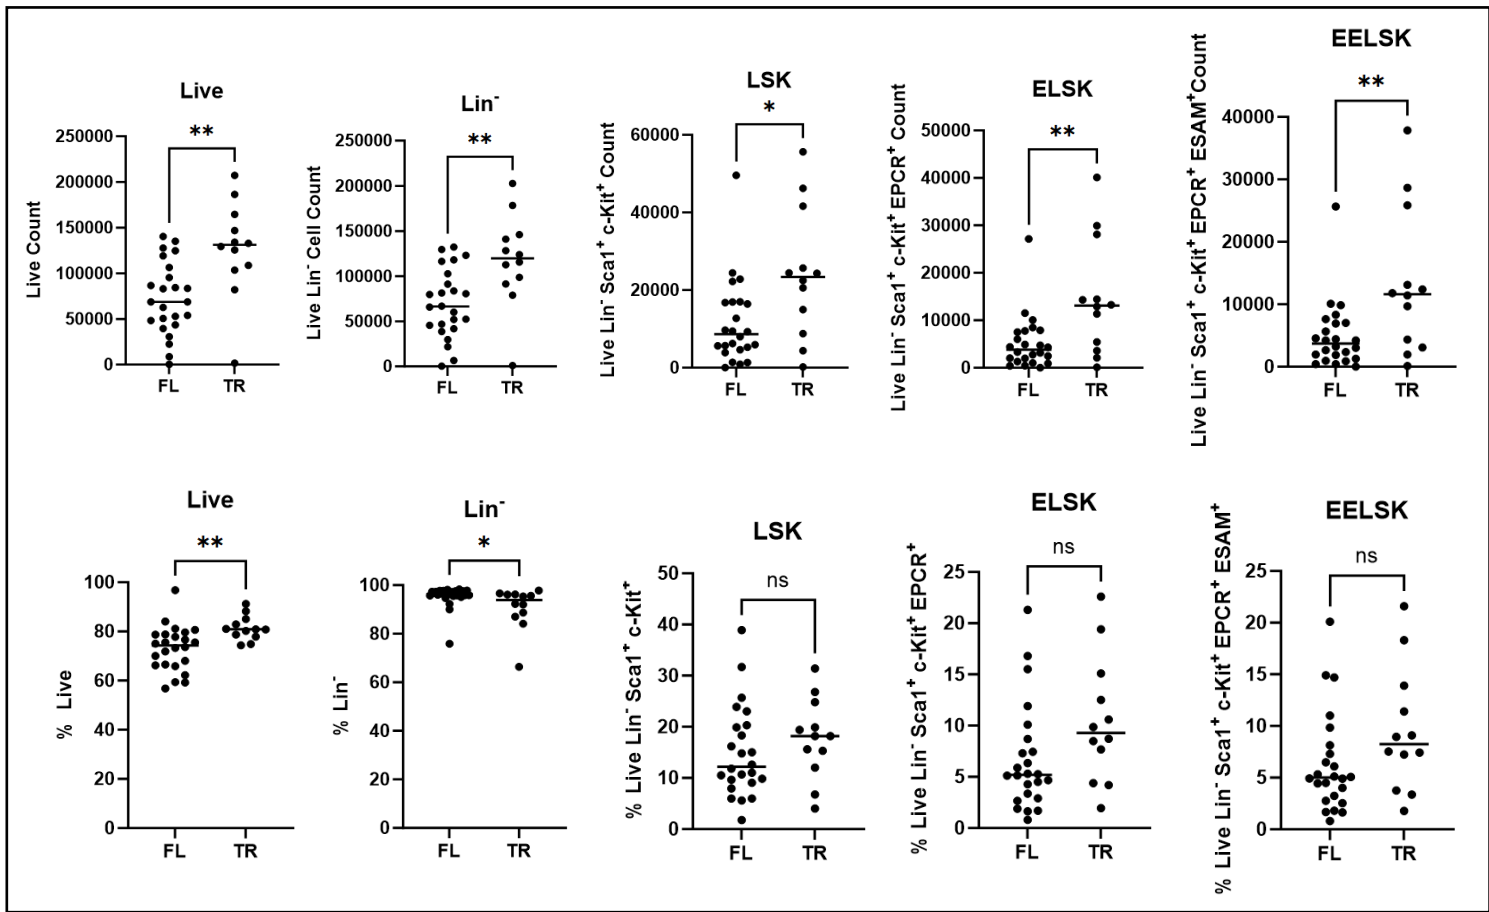 Live
**
Live Count
250000
200000
150000
100000
50000
0
FL TR
Lin⁻
**
Live Lin⁻ Cell Count
250000
200000
150000
100000
50000
0
FL TR
LSK
*
Live Lin⁻ Sca1⁺ c-Kit⁺ Count
60000
40000
20000
0
FL TR
ELSK
**
Live Lin⁻ Sca1⁺ c-Kit⁺ EPCR⁺ Count
50000
40000
30000
20000
10000
0
FL TR
EELSK
**
Live Lin⁻ Sca1⁺ c-Kit⁺ EPCR⁺ ESAM⁺Count
40000
30000
20000
10000
0
FL TR
Live
**
% Live
100
80
60
40
20
0
FL TR
Lin⁻
*
% Lin⁻
100
80
60
40
20
0
FL TR
LSK
ns
% Live Lin⁻ Sca1⁺ c-Kit⁺
50
40
30
20
10
0
FL TR
ELSK
ns
% Live Lin⁻ Sca1⁺ c-Kit⁺ EPCR⁺
25
20
15
10
5
0
FL TR
EELSK
ns
% Live Lin⁻ Sca1⁺ c-Kit⁺ EPCR⁺ ESAM⁺
25
20
15
10
5
0
FL TR